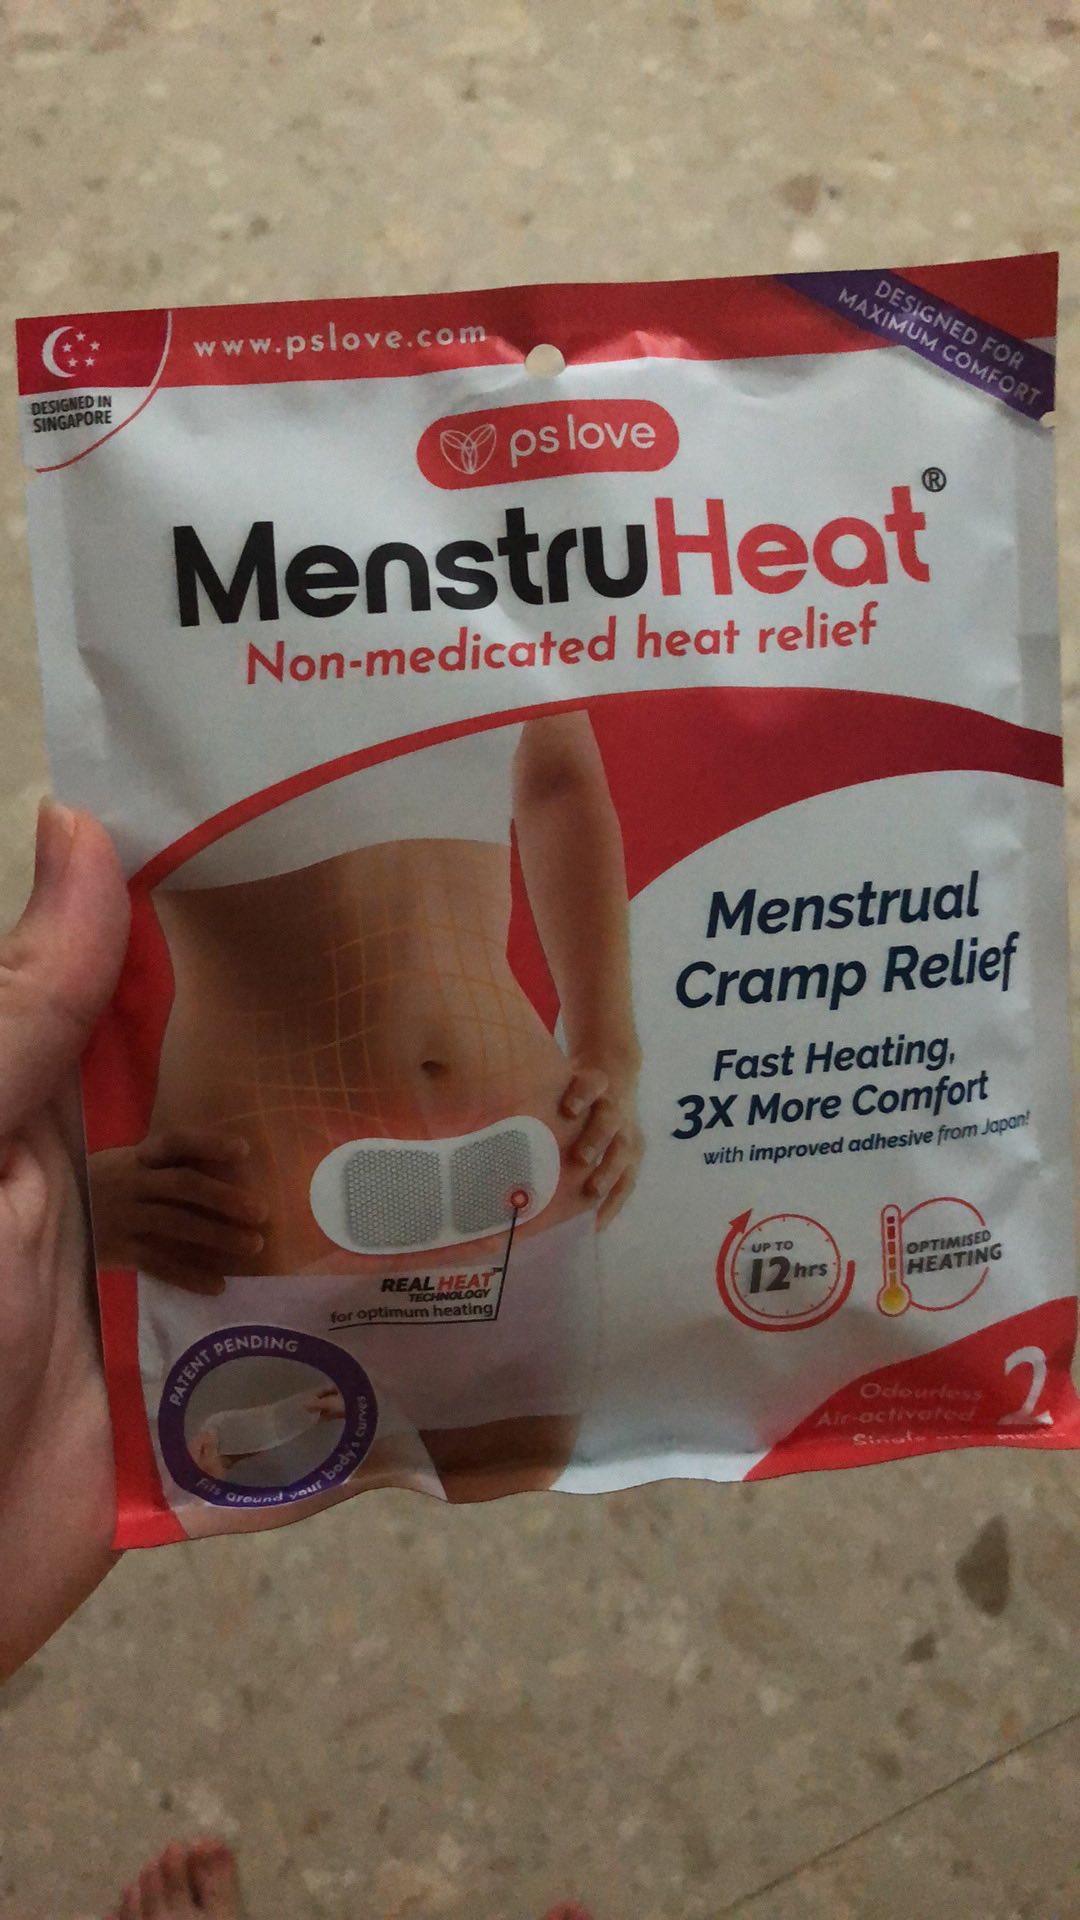 www.pslove.com
DESIGNED FOR
MAXIMUM COMFORT
DESIGNED IN
SINGAPORE
ps love
MenstruHeat®
Non-medicated heat relief
Menstrual
Cramp Relief
Fast Heating,
3X More Comfort
with improved adhesive from Japan!
UP TO
12hrs
OPTIMISED
HEATING
REAL HEAT™
TECHNOLOGY
for optimum heating
PATENT PENDING
Fits around your body's curves
Odourless
Air-activated
Single
2